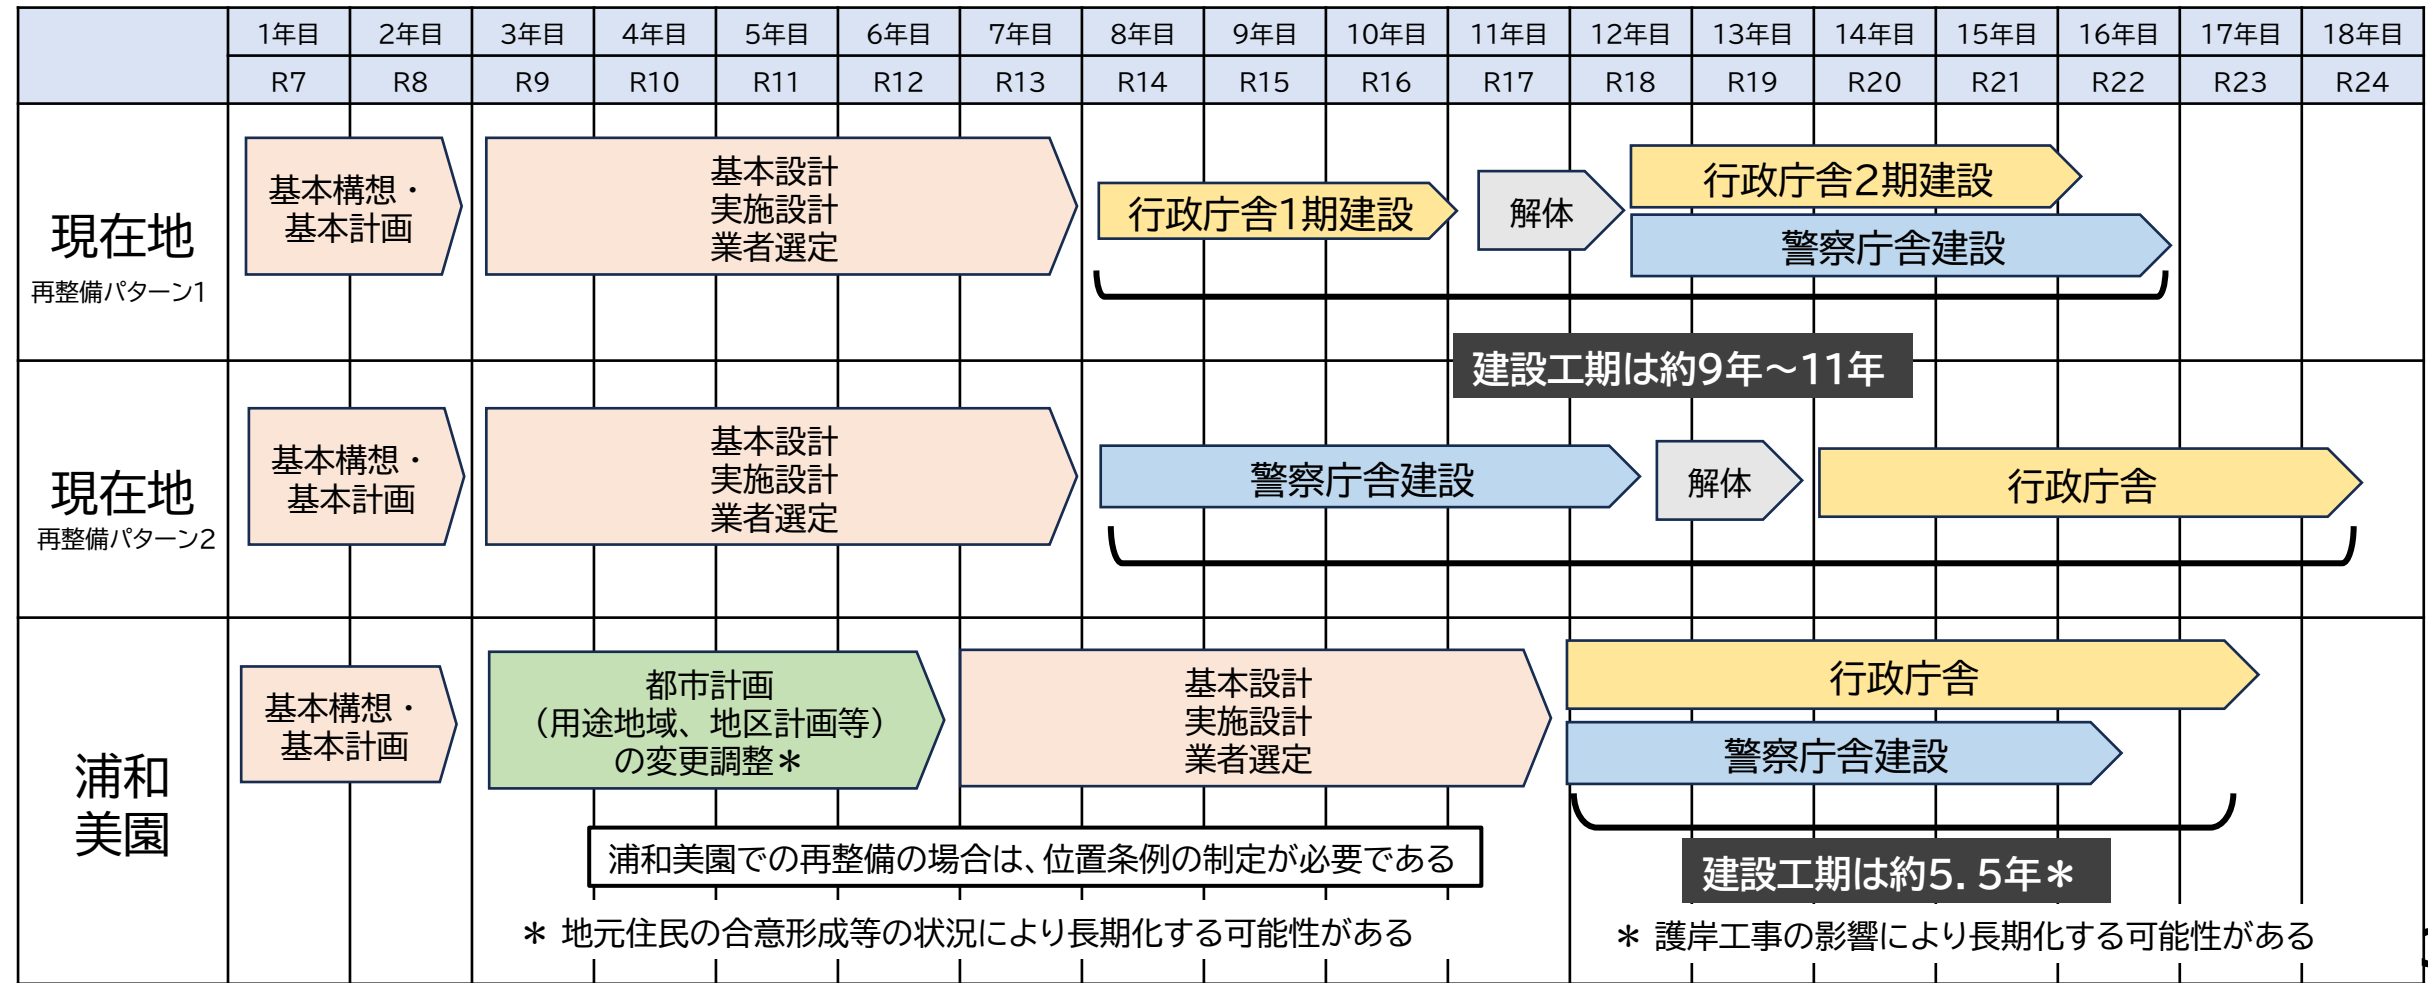 1年目 2年目 3年目 4年目 5年目 6年目 7年目 8年目 9年目 10年目 11年目 12年目 13年目 14年目 15年目 16年目 17年目 18年目
R7 R8 R9 R10 R11 R12 R13 R14 R15 R16 R17 R18 R19 R20 R21 R22 R23 R24
現在地
再整備パターン1
基本構想・
基本計画
基本設計
実施設計
業者選定
行政庁舎1期建設
解体
行政庁舎2期建設
警察庁舎建設
建設工期は約9年～11年
現在地
再整備パターン2
基本構想・
基本計画
基本設計
実施設計
業者選定
警察庁舎建設
解体
行政庁舎
浦和
美園
基本構想・
基本計画
都市計画
（用途地域、地区計画等）
の変更調整＊
基本設計
実施設計
業者選定
行政庁舎
警察庁舎建設
浦和美園での再整備の場合は、位置条例の制定が必要である
建設工期は約5．5年＊
＊ 地元住民の合意形成等の状況により長期化する可能性がある
＊ 護岸工事の影響により長期化する可能性がある